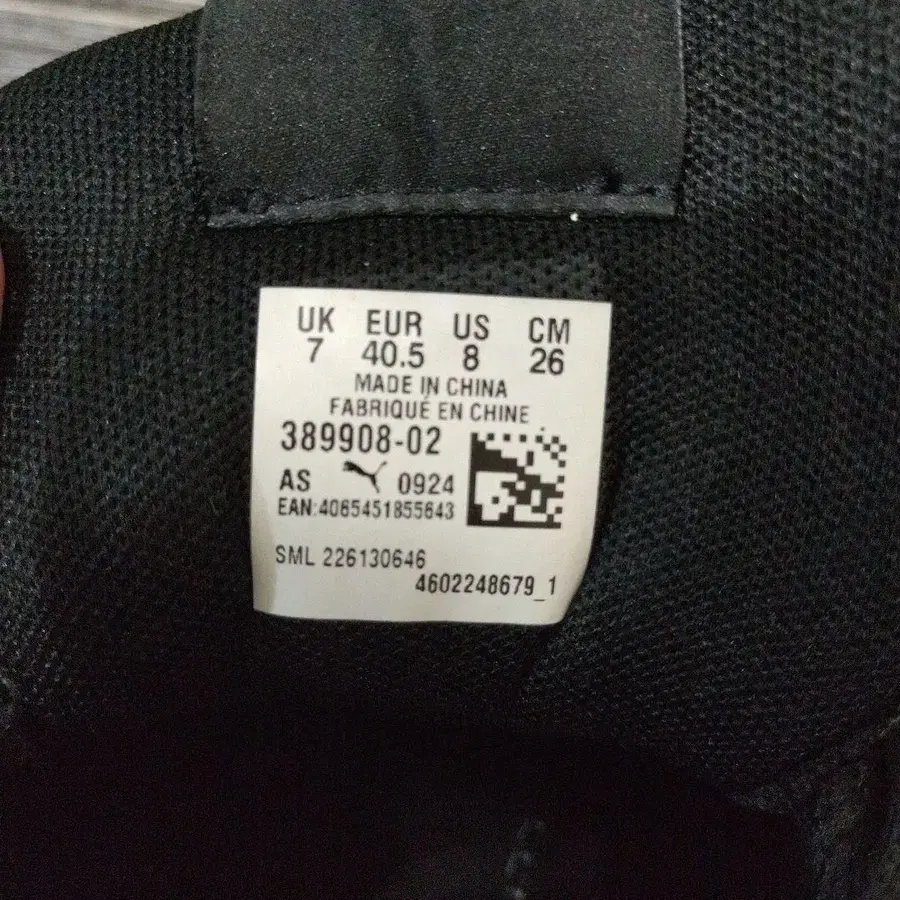 UK EUR US CM
7 40.5 8 26
MADE IN CHINA
FABRIQUÉ EN CHINE
389908-02
AS 0924
EAN:4065451855643
SML 226130646
4602248679_1